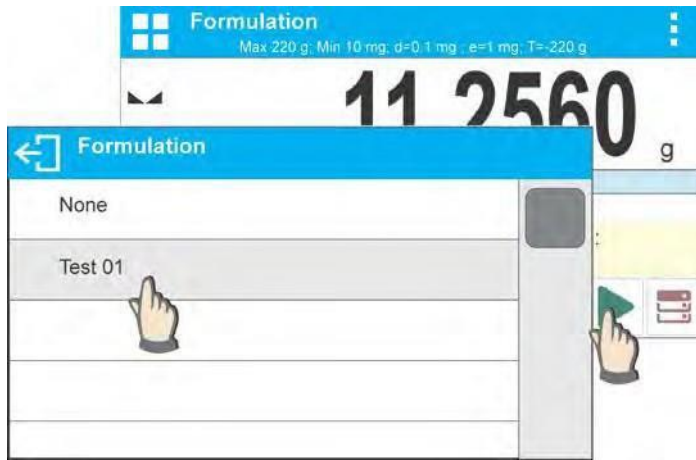 Formulation
Max 220 g; Min 10 mg; d=0.1 mg ; e=1 mg; T=-220 g
11.2560
g
Formulation
None
Test 01
: